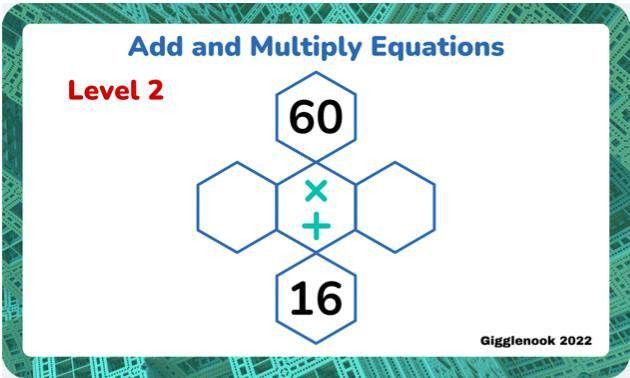 Add and Multiply Equations
Level 2
60
×
+
16
Gigglenook 2022